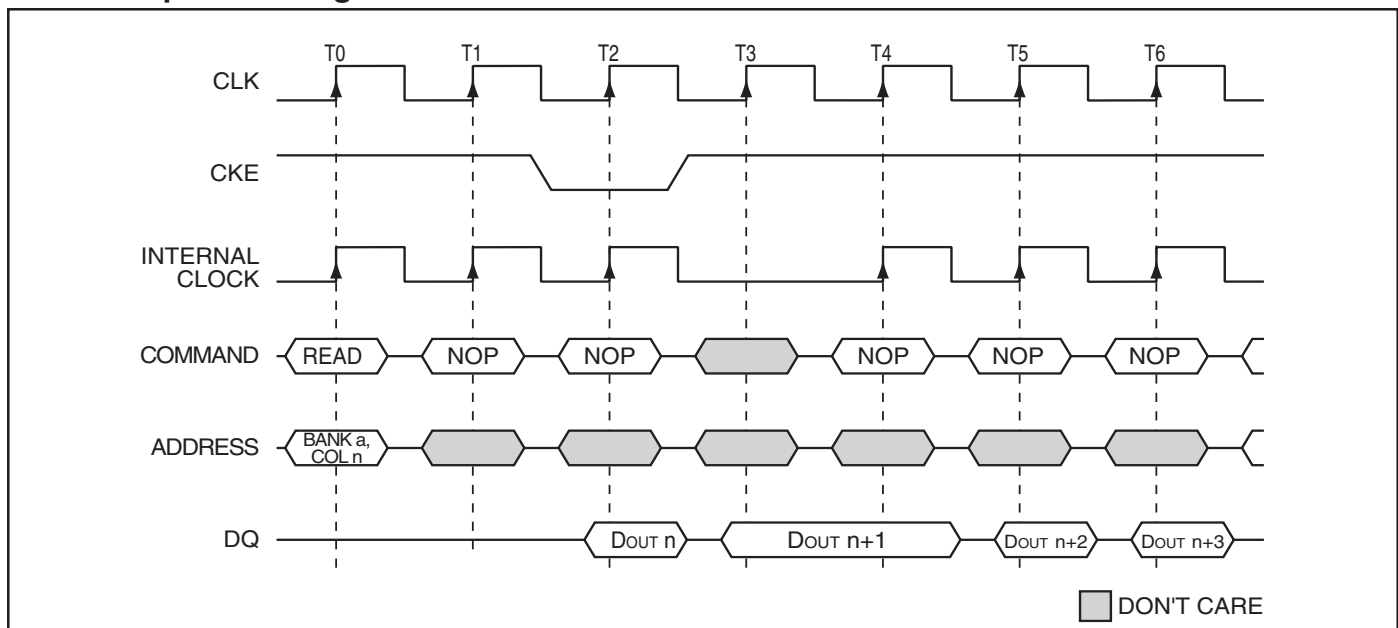 T0 T1 T2 T3 T4 T5 T6
CLK
CKE
INTERNAL
CLOCK
COMMAND READ NOP NOP NOP NOP NOP
ADDRESS BANK a,
COL n
DQ DOUT n DOUT n+1 DOUT n+2 DOUT n+3
DON'T CARE